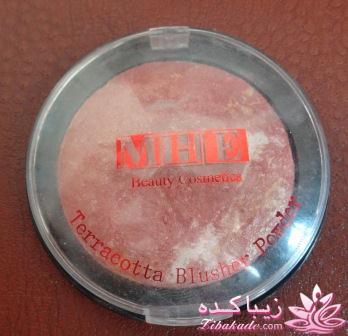 MHE
Beauty Cosmetics
Terracotta Blusher Powder
زیباکده
Zibakade.com